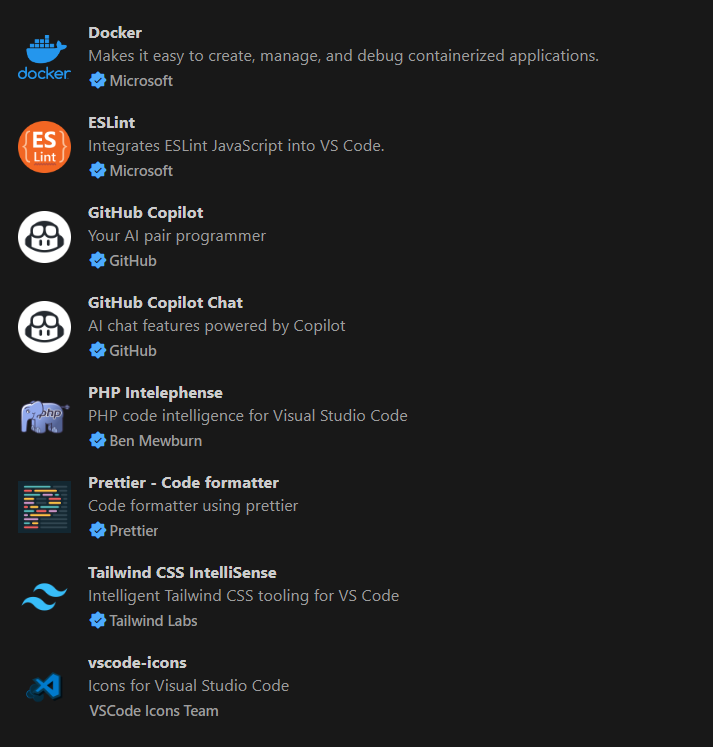 Docker
Makes it easy to create, manage, and debug containerized applications.
docker
Microsoft
ESLint
Integrates ESLint JavaScript into VS Code.
{ES
Lint}
Microsoft
GitHub Copilot
Your AI pair programmer
GitHub
GitHub Copilot Chat
AI chat features powered by Copilot
GitHub
PHP Intelephense
PHP code intelligence for Visual Studio Code
php
Ben Mewburn
Prettier - Code formatter
Code formatter using prettier
Prettier
Tailwind CSS IntelliSense
Intelligent Tailwind CSS tooling for VS Code
Tailwind Labs
vscode-icons
Icons for Visual Studio Code
VSCode Icons Team